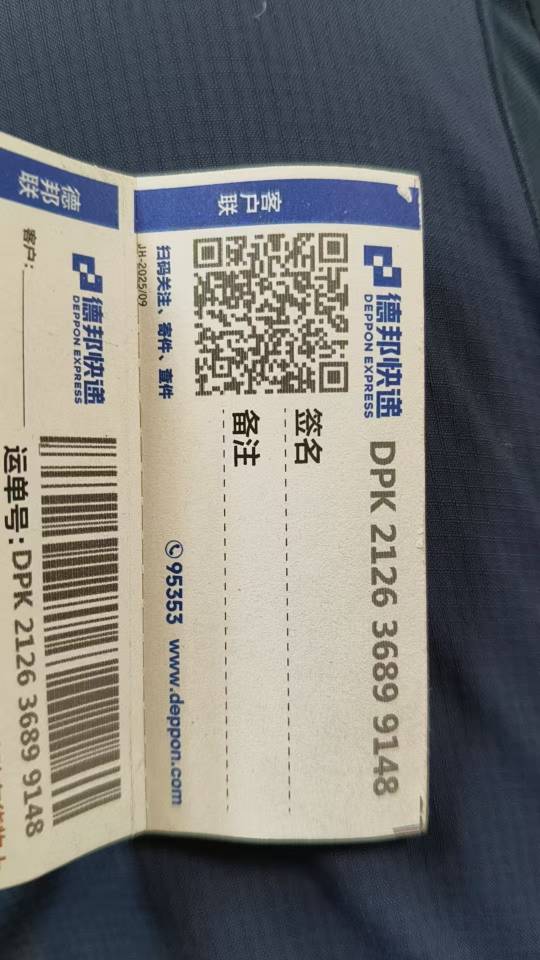 客户联
德邦快递
DEPPON EXPRESS
DPK 2126 3689 9148
签名
备注
扫码关注、寄件、查件
95353 www.deppon.com
JH-2025/09
德邦联
德邦快递
DEPPON EXPRESS
客户:
运单号:DPK 2126 3689 9148